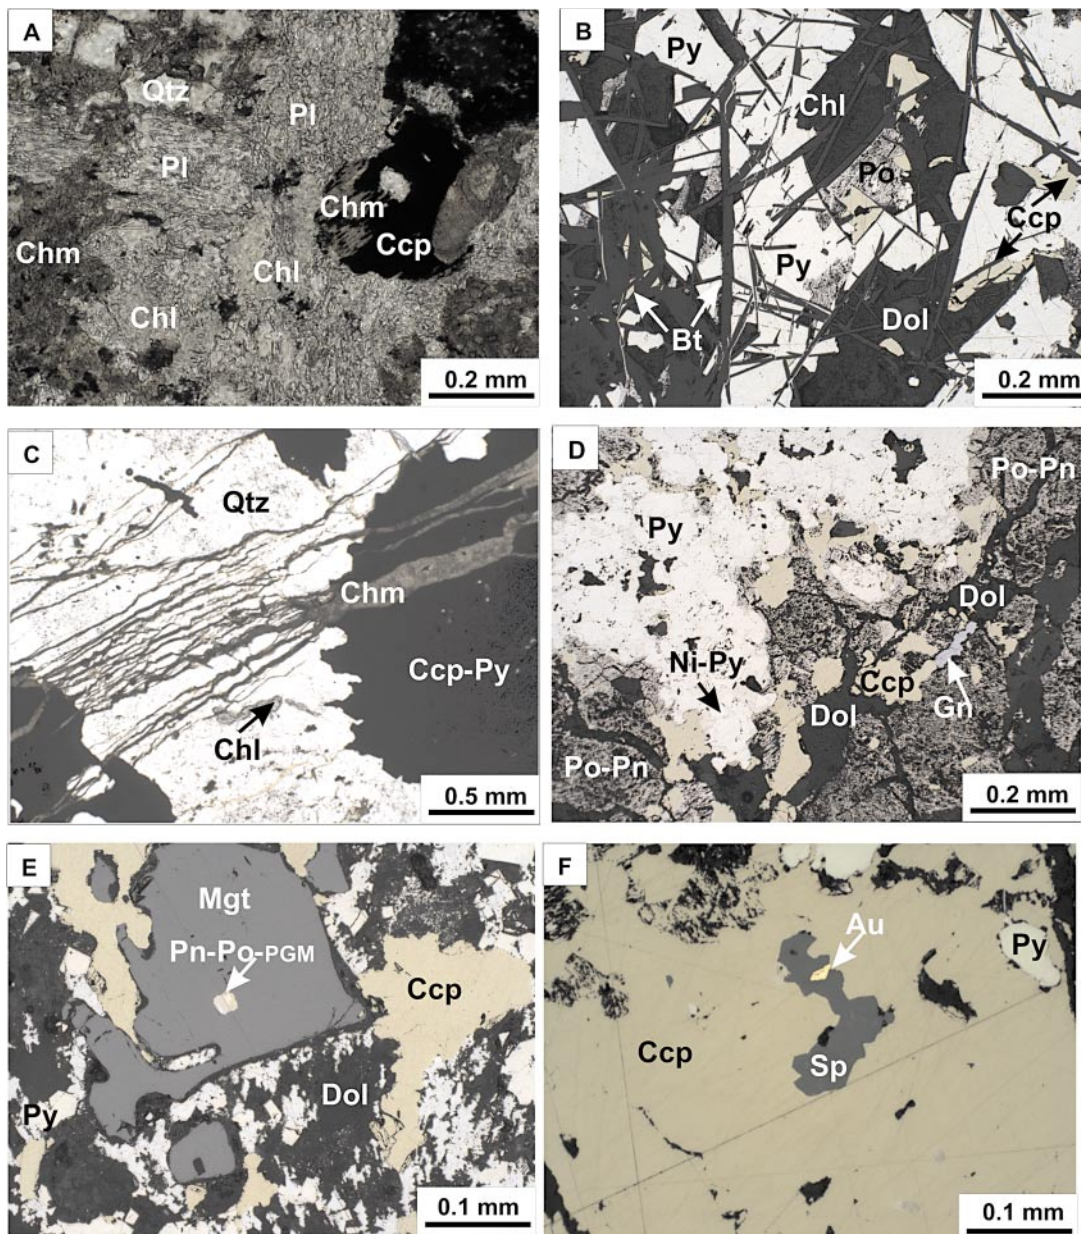 A
Qtz
Pl
Pl
Chm
Ccp
Chm
Chl
Chl
0.2 mm
B
Py
Chl
Po
Ccp
Py
Dol
Bt
0.2 mm
C
Qtz
Chm
Ccp-Py
Chl
0.5 mm
D
Po-Pn
Py
Dol
Ni-Py
Ccp
Dol
Gn
Po-Pn
0.2 mm
E
Mgt
Pn-Po-PGM
Ccp
Py
Dol
0.1 mm
F
Au
Py
Ccp
Sp
0.1 mm